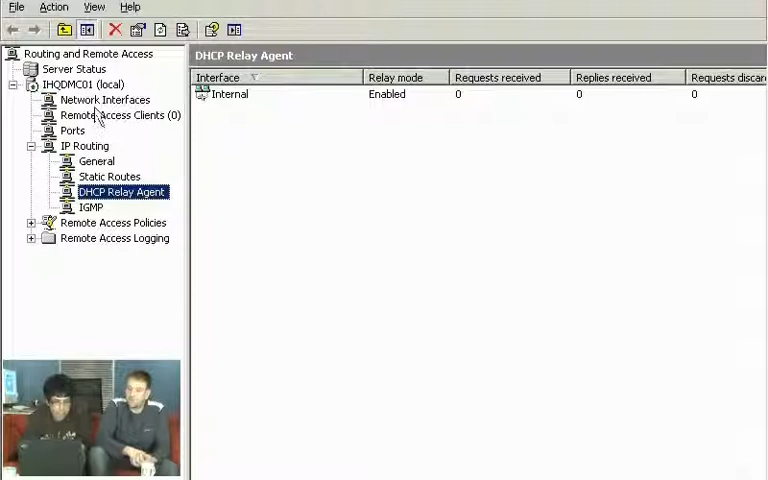 File Action View Help
Routing and Remote Access
Server Status
IHQDMC01 (local)
Network Interfaces
Remote Access Clients (0)
Ports
IP Routing
General
Static Routes
DHCP Relay Agent
IGMP
Remote Access Policies
Remote Access Logging
DHCP Relay Agent
Interface Relay mode Requests received Replies received Requests discar
Internal Enabled 0 0 0